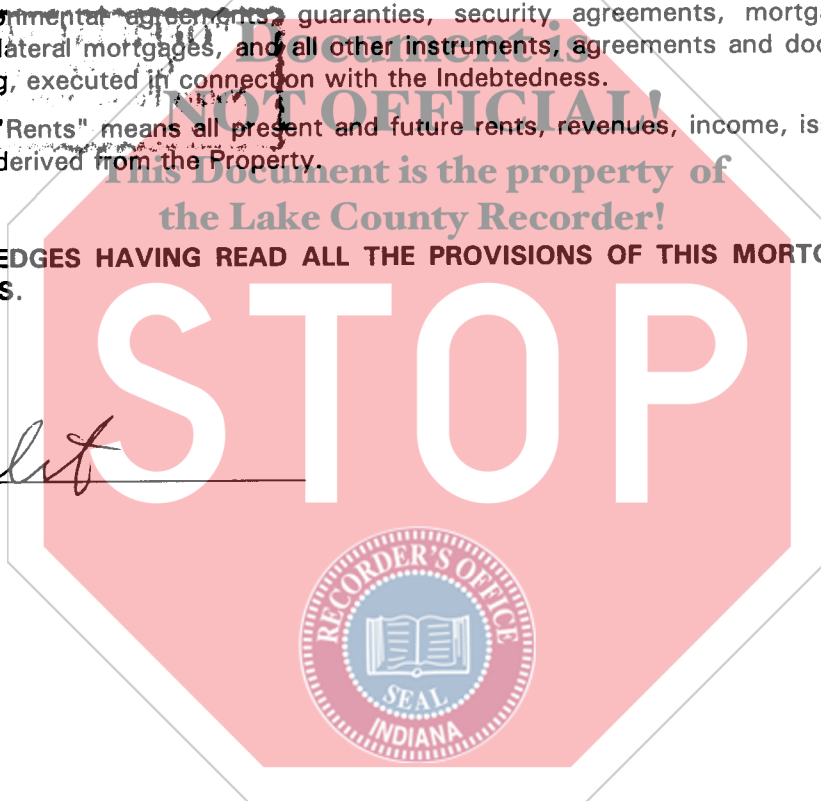 onmental agreements, guaranties, security agreements, mortga
lateral mortgages, and all other instruments, agreements and doc
g, executed in connection with the Indebtedness.
Document is
NOT OFFICIAL!
"Rents" means all present and future rents, revenues, income, is
derived from the Property.
This Document is the property of
the Lake County Recorder!
EDGES HAVING READ ALL THE PROVISIONS OF THIS MORTG
S.
STOP
RECORDER'S OFFICE
SEAL
INDIANA